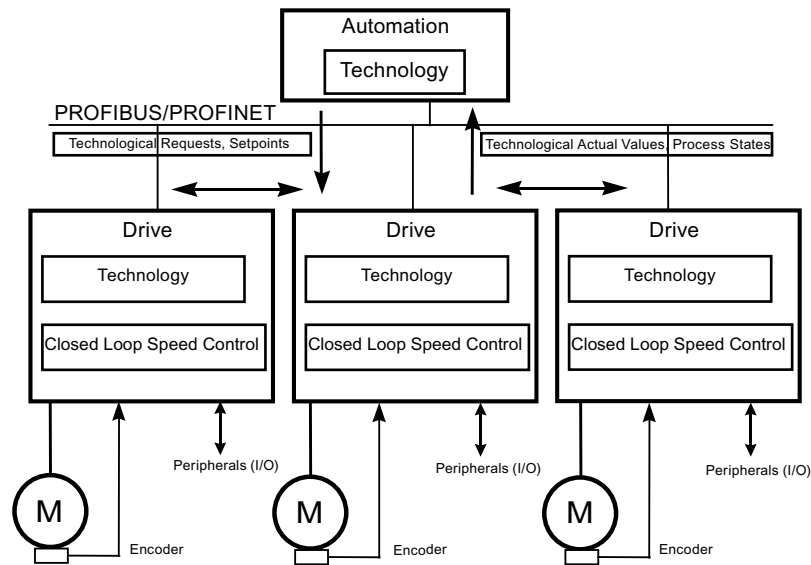 Automation
Technology
PROFIBUS/PROFINET
Technological Requests, Setpoints
Technological Actual Values, Process States
Drive
Technology
Closed Loop Speed Control
Peripherals (I/O)
M
Encoder
Drive
Technology
Closed Loop Speed Control
Peripherals (I/O)
M
Encoder
Drive
Technology
Closed Loop Speed Control
Peripherals (I/O)
M
Encoder